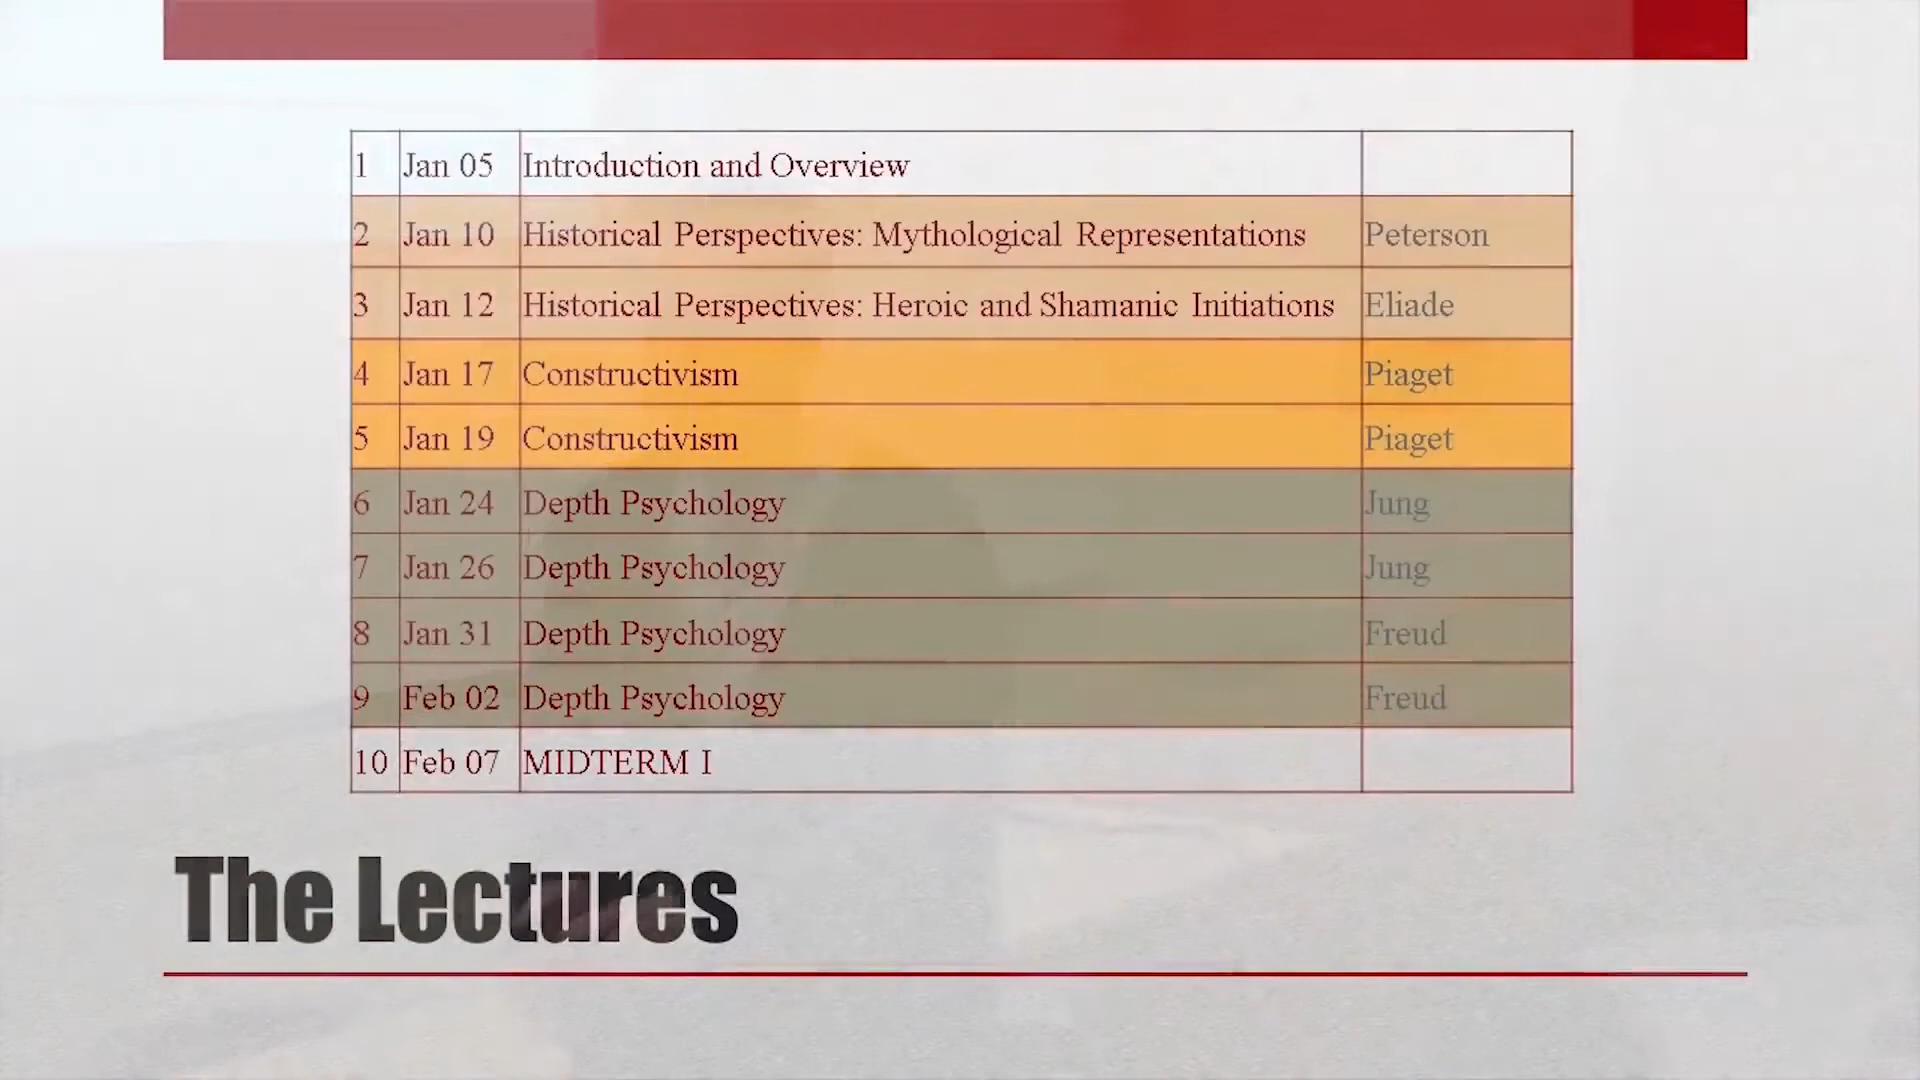 1 Jan 05 Introduction and Overview
2 Jan 10 Historical Perspectives: Mythological Representations Peterson
3 Jan 12 Historical Perspectives: Heroic and Shamanic Initiations Eliade
4 Jan 17 Constructivism Piaget
5 Jan 19 Constructivism Piaget
6 Jan 24 Depth Psychology Jung
7 Jan 26 Depth Psychology Jung
8 Jan 31 Depth Psychology Freud
9 Feb 02 Depth Psychology Freud
10 Feb 07 MIDTERM I
The Lectures